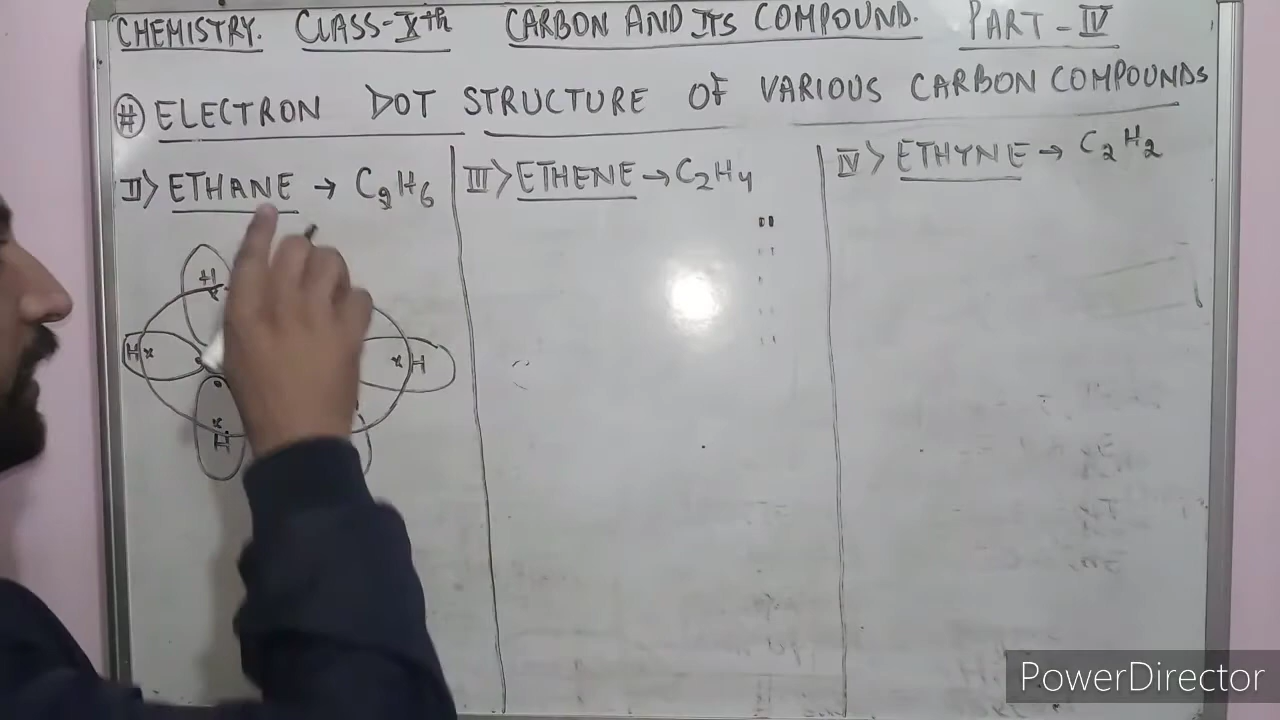 CHEMISTRY. CLASS-Xth CARBON AND ITS COMPOUND. PART-IV
# ELECTRON DOT STRUCTURE OF VARIOUS CARBON COMPOUNDS
II> ETHANE → C2H6
III> ETHENE → C2H4
IV> ETHYNE → C2H2
H
H x
x H
x
H
PowerDirector